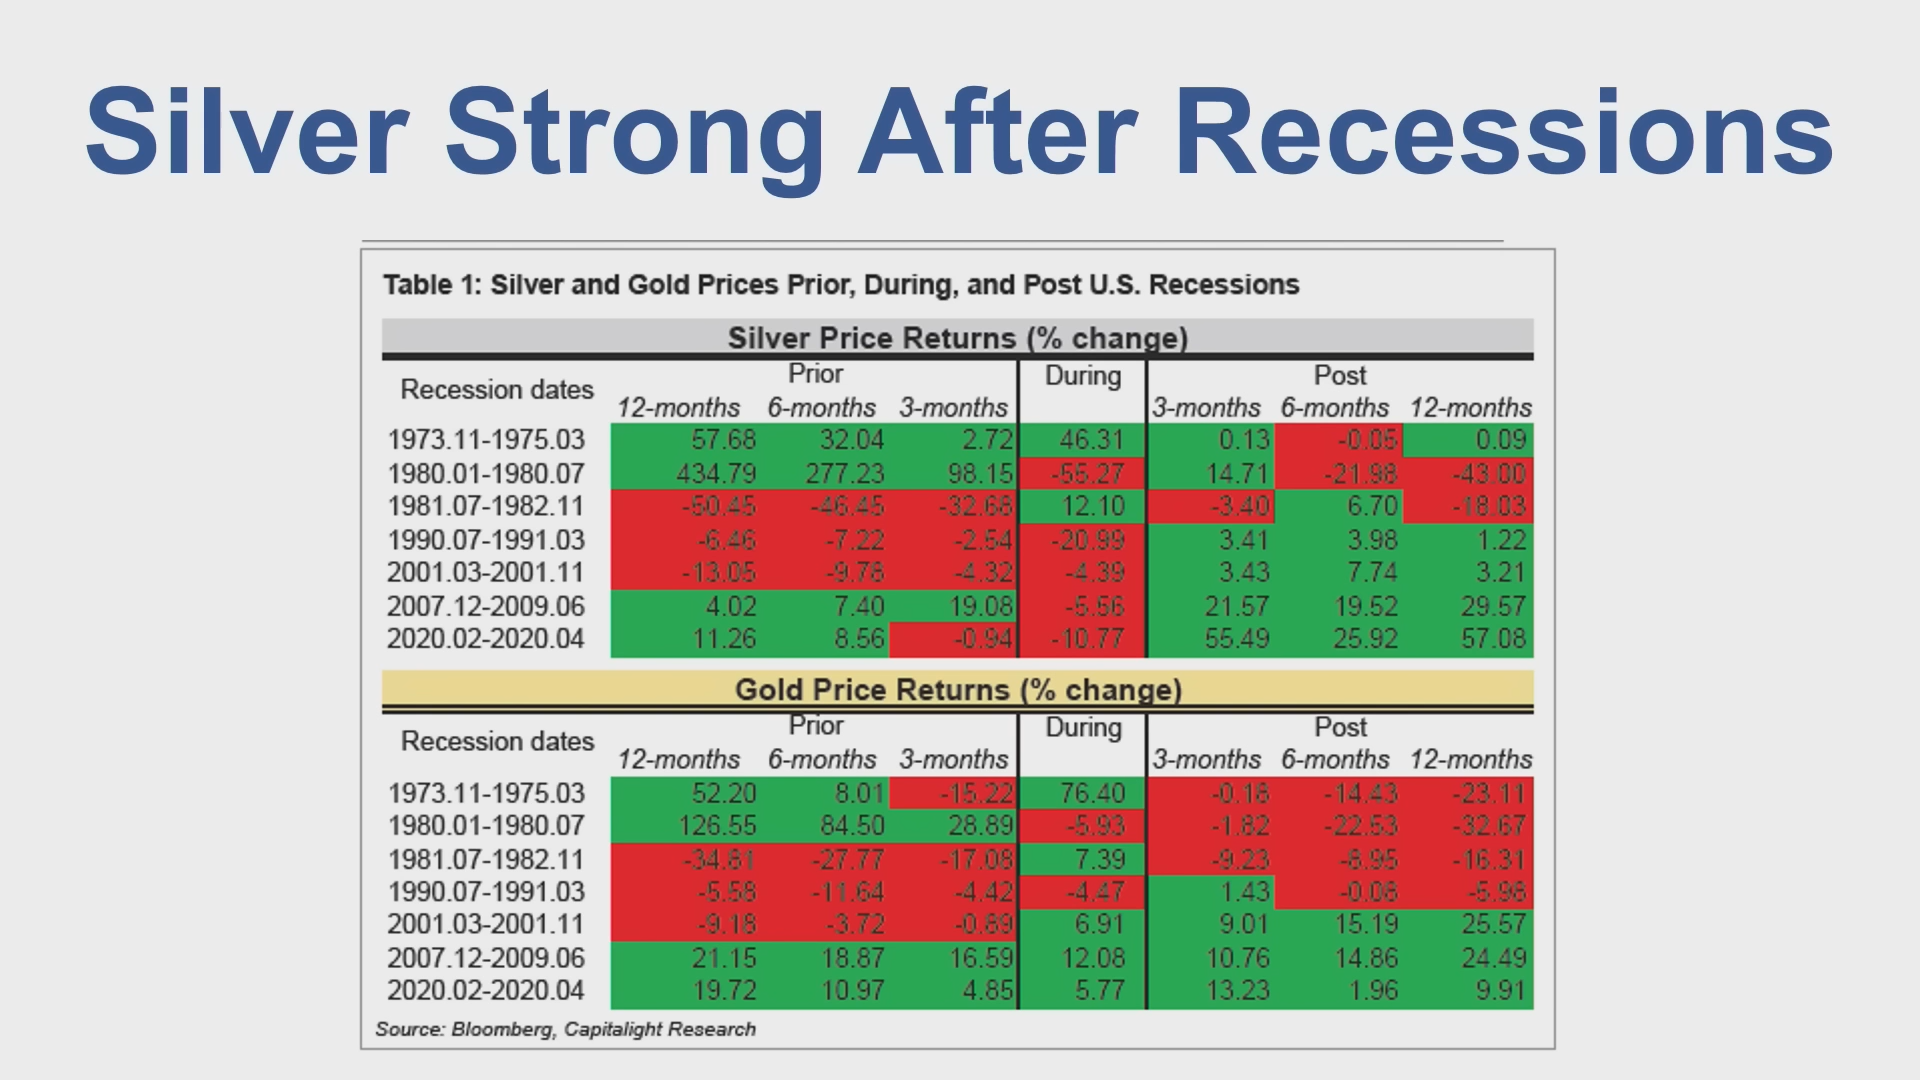 Silver Strong After Recessions
Table 1: Silver and Gold Prices Prior, During, and Post U.S. Recessions
Silver Price Returns (% change)
Recession dates Prior During Post
12-months 6-months 3-months 3-months 6-months 12-months
1973.11-1975.03 57.68 32.04 2.72 46.31 0.13 -0.05 0.09
1980.01-1980.07 434.79 277.23 98.15 -55.27 14.71 -21.98 -43.00
1981.07-1982.11 -50.45 -46.45 -32.68 12.10 -3.40 6.70 -18.03
1990.07-1991.03 -6.46 -7.22 -2.54 -20.99 3.41 3.98 1.22
2001.03-2001.11 -13.05 -9.78 -4.32 -4.39 3.43 7.74 3.21
2007.12-2009.06 4.02 7.40 19.08 -5.56 21.57 19.52 29.57
2020.02-2020.04 11.26 8.56 -0.94 -10.77 55.49 25.92 57.08
Gold Price Returns (% change)
Recession dates Prior During Post
12-months 6-months 3-months 3-months 6-months 12-months
1973.11-1975.03 52.20 8.01 -15.22 76.40 -0.18 -14.43 -23.11
1980.01-1980.07 126.55 84.50 28.89 -5.93 -1.82 -22.53 -32.67
1981.07-1982.11 -34.81 -27.77 -17.08 7.39 -9.23 -8.95 -16.31
1990.07-1991.03 -5.58 -11.64 -4.42 -4.47 1.43 -0.08 -5.98
2001.03-2001.11 -9.18 -3.72 -0.89 6.91 9.01 15.19 25.57
2007.12-2009.06 21.15 18.87 16.59 12.08 10.76 14.86 24.49
2020.02-2020.04 19.72 10.97 4.85 5.77 13.23 1.96 9.91
Source: Bloomberg, Capitalight Research